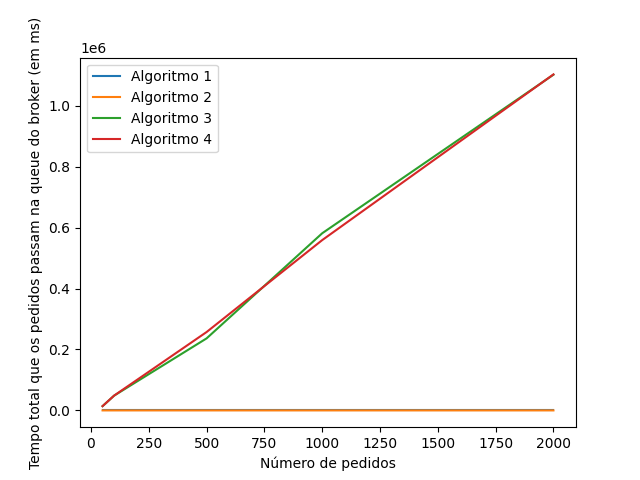 1e6
Algoritmo 1
Algoritmo 2
Algoritmo 3
Algoritmo 4
Tempo total que os pedidos passam na queue do broker (em ms)
1.0
0.8
0.6
0.4
0.2
0.0
0 250 500 750 1000 1250 1500 1750 2000
Número de pedidos